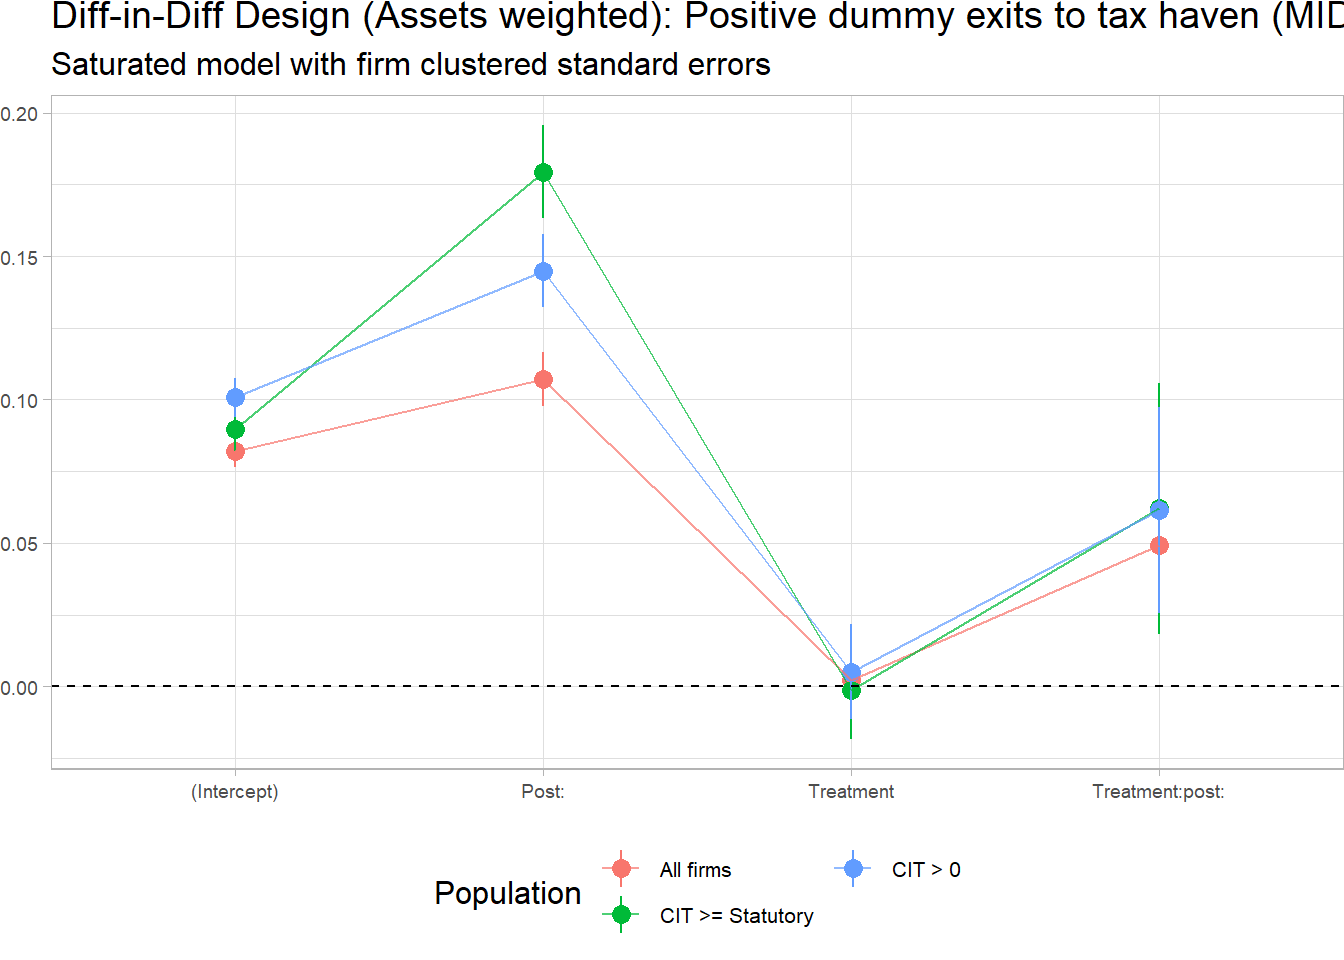 Diff-in-Diff Design (Assets weighted): Positive dummy exits to tax haven (MID
Saturated model with firm clustered standard errors
0.20
0.15
0.10
0.05
0.00
(Intercept) Post: Treatment Treatment:post:
Population
All firms CIT > 0
CIT >= Statutory